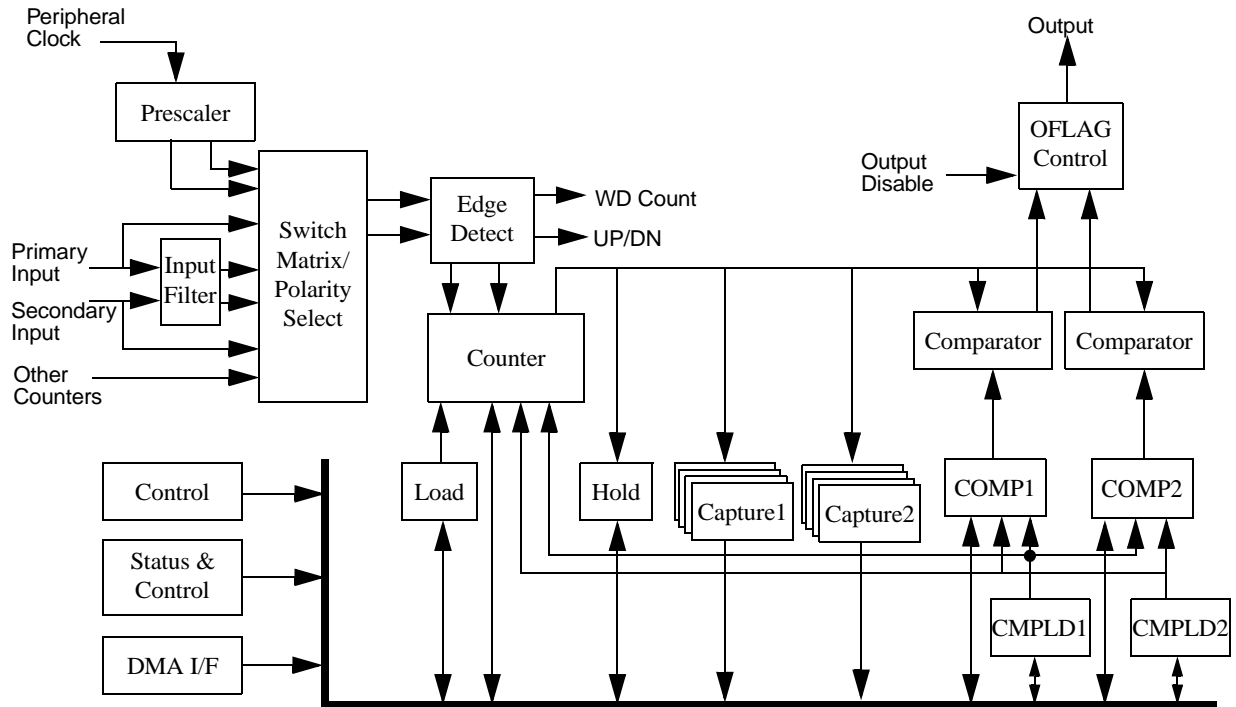 Peripheral
Clock
Prescaler
Output
OFLAG
Control
Output
Disable
Switch
Matrix/
Polarity
Select
Edge
Detect
WD Count
UP/DN
Primary
Input
Input
Filter
Secondary
Input
Other
Counters
Counter
Comparator
Comparator
Control
Status &
Control
DMA I/F
Load
Hold
Capture1
Capture2
COMP1
COMP2
CMPLD1
CMPLD2